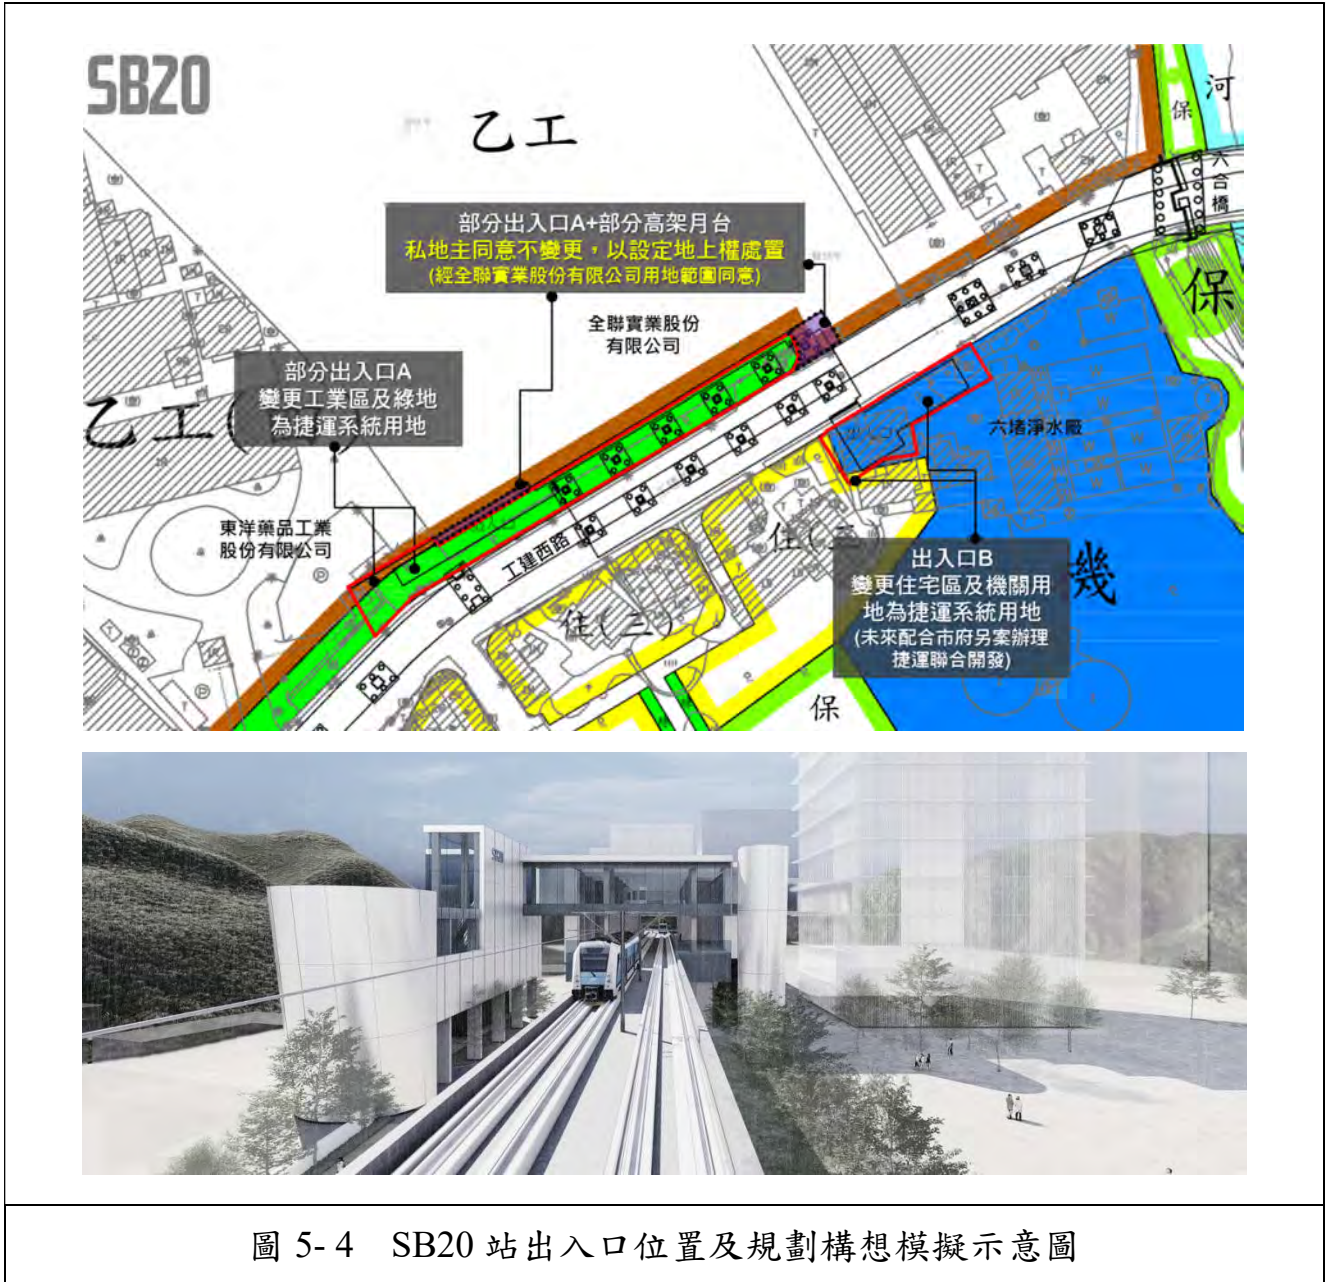 SB20
乙工
河
保
六合橋
部分出入口A+部分高架月台
私地主同意不變更，以設定地上權處置
(經全聯實業股份有限公司用地範圍同意)
保
全聯實業股份
有限公司
部分出入口A
變更工業區及綠地
為捷運系統用地
乙工(
六堵淨水廠
出入口
東洋藥品工業
股份有限公司
工建西路
住(三)
出入口B
變更住宅區及機關用
地為捷運系統用地
(未來配合市府另案辦理
捷運聯合開發)
機
住(三)
保
SB20
圖 5- 4 SB20 站出入口位置及規劃構想模擬示意圖